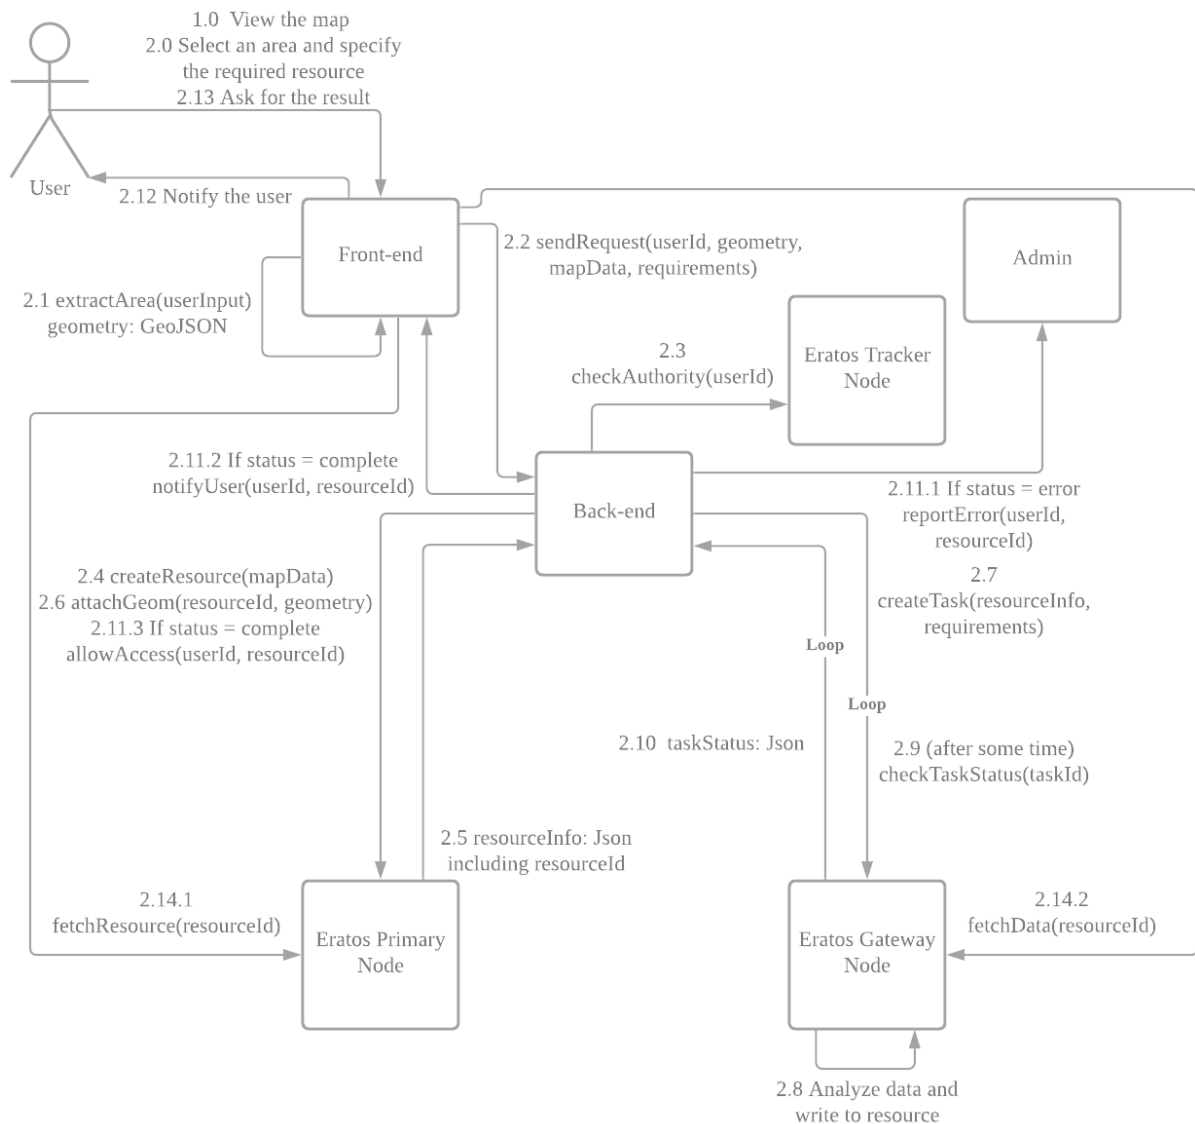 1.0 View the map
2.0 Select an area and specify
the required resource
2.13 Ask for the result
User
2.12 Notify the user
Front-end
2.2 sendRequest(userId, geometry,
mapData, requirements)
Admin
2.1 extractArea(userInput)
geometry: GeoJSON
2.3
checkAuthority(userId)
Eratos Tracker
Node
2.11.2 If status = complete
notifyUser(userId, resourceId)
Back-end
2.11.1 If status = error
reportError(userId,
resourceId)
2.4 createResource(mapData)
2.6 attachGeom(resourceId, geometry)
2.11.3 If status = complete
allowAccess(userId, resourceId)
2.7
createTask(resourceInfo,
requirements)
Loop
Loop
2.10 taskStatus: Json
2.9 (after some time)
checkTaskStatus(taskId)
2.5 resourceInfo: Json
including resourceId
2.14.1
fetchResource(resourceId)
Eratos Primary
Node
Eratos Gateway
Node
2.14.2
fetchData(resourceId)
2.8 Analyze data and
write to resource